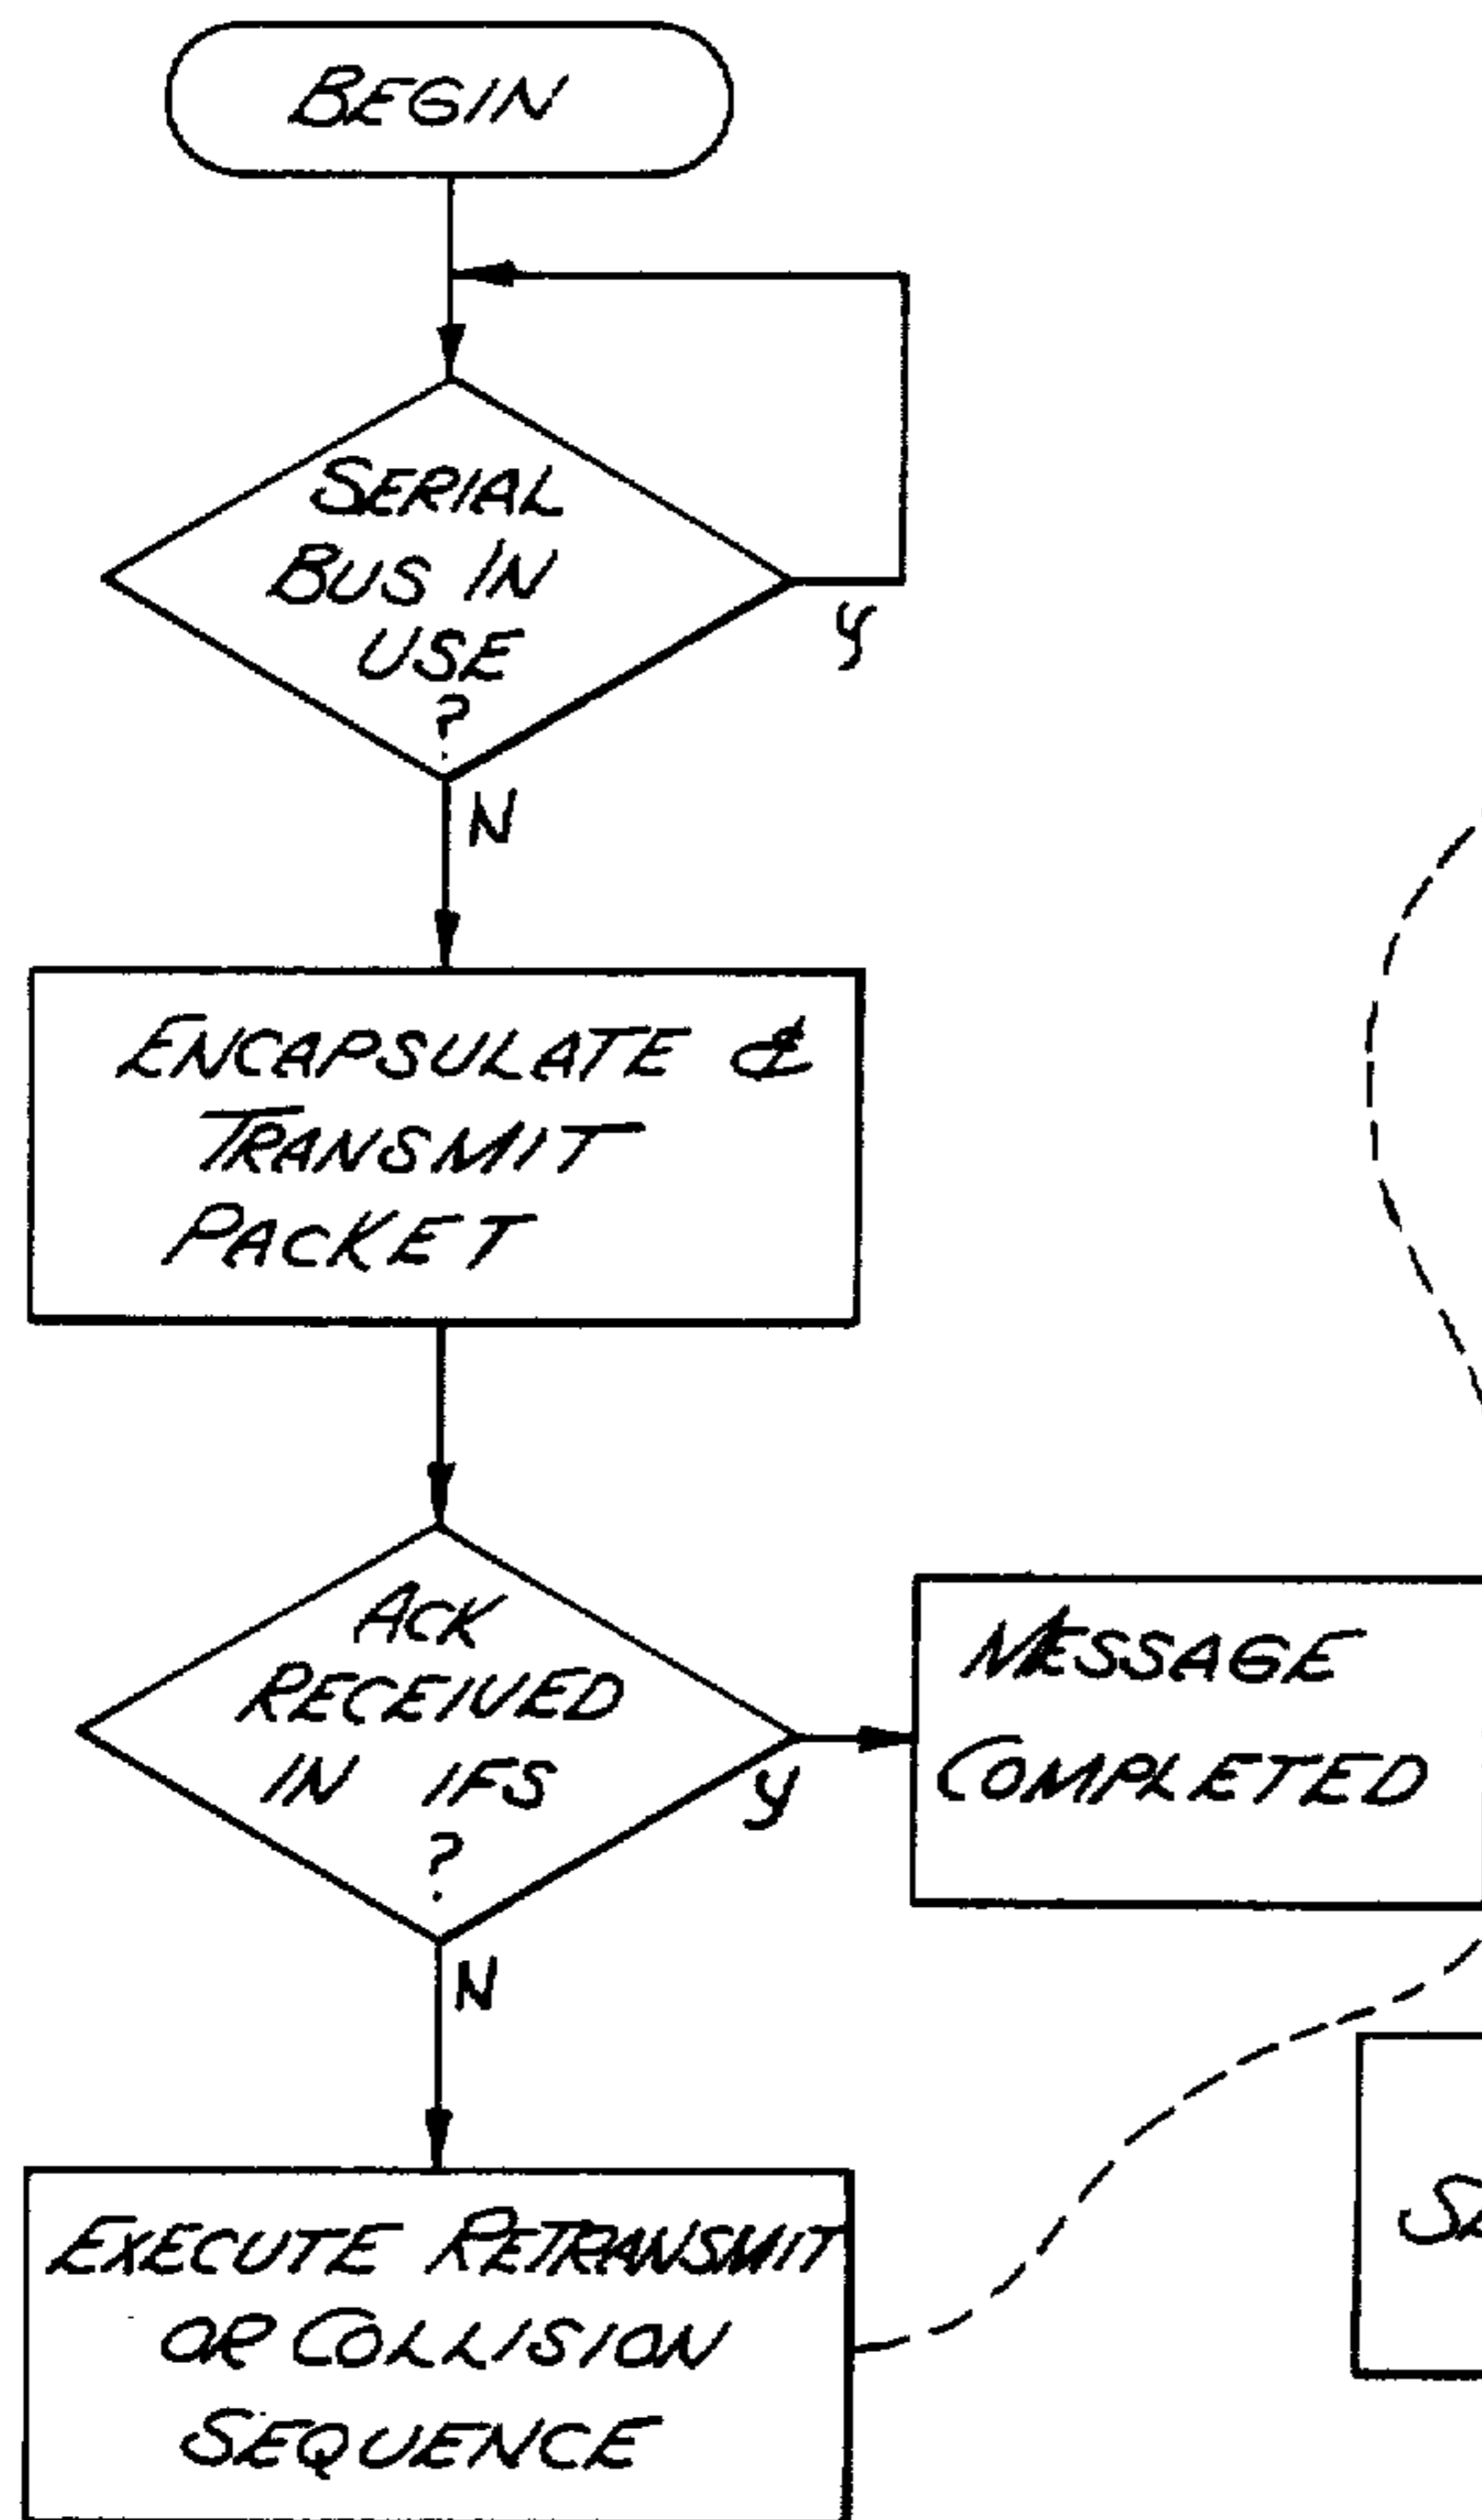 BEGIN
SERIAL
BUS IN
USE
?
Y
N
ENCAPSULATE &
TRANSMIT
PACKET
ACK
RECEIVED
IN IFS
?
Y
N
MESSAGE
COMPLETED
EXECUTE RETRANSMIT
OR COLLISION
SEQUENCE